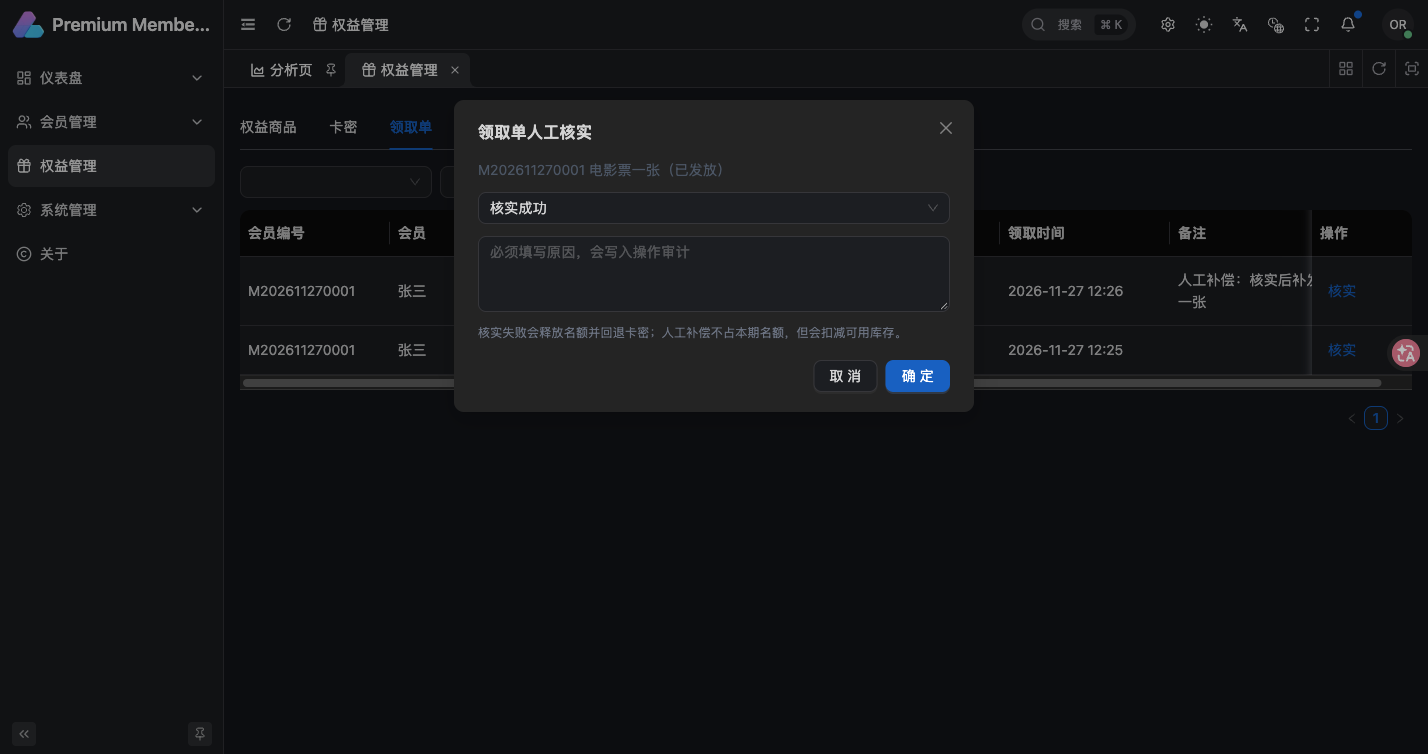 Premium Membe...
权益管理
搜索 ⌘ K
OR
仪表盘
会员管理
权益管理
系统管理
关于
分析页
权益管理
权益商品 卡密 领取单
会员编号 会员 领取时间 备注 操作
M202611270001 张三 2026-11-27 12:26 人工补偿：核实后补发
一张
核实
M202611270001 张三 2026-11-27 12:25 核实
1
领取单人工核实
M202611270001 电影票一张（已发放）
核实成功
必须填写原因，会写入操作审计
核实失败会释放名额并回退卡密；人工补偿不占本期名额，但会扣减可用库存。
取 消 确 定